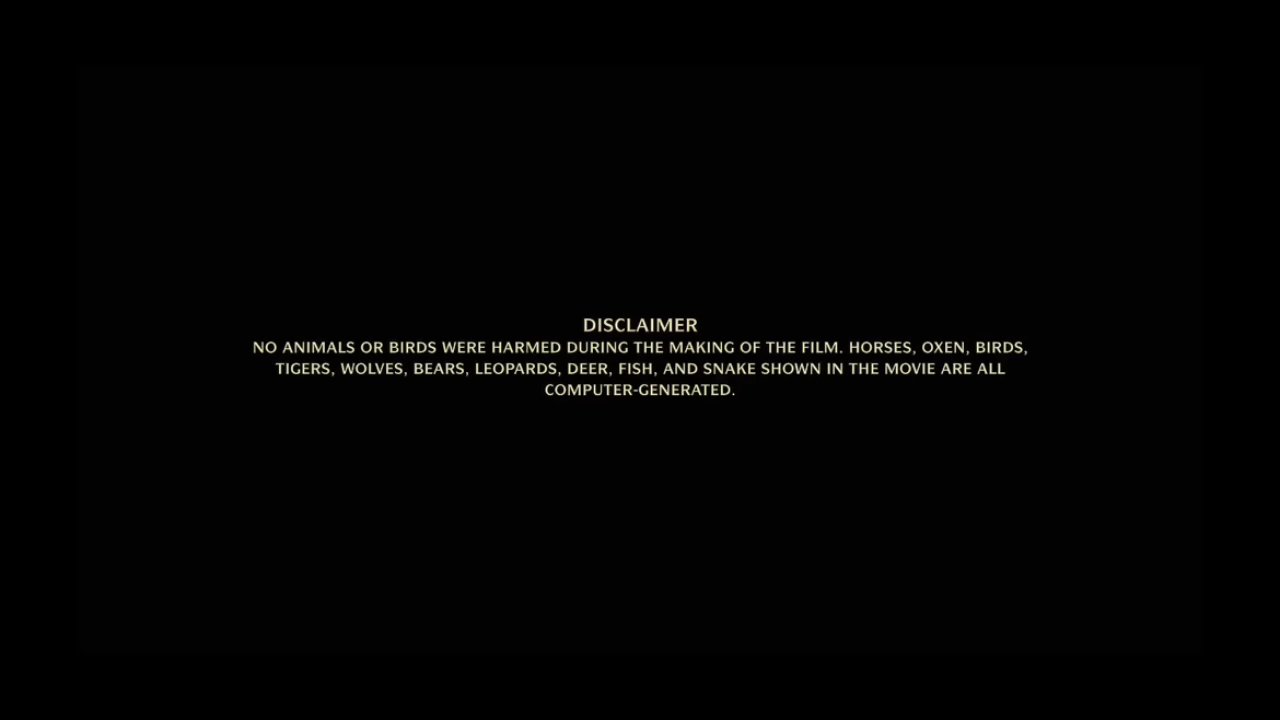 DISCLAIMER
NO ANIMALS OR BIRDS WERE HARMED DURING THE MAKING OF THE FILM. HORSES, OXEN, BIRDS,
TIGERS, WOLVES, BEARS, LEOPARDS, DEER, FISH, AND SNAKE SHOWN IN THE MOVIE ARE ALL
COMPUTER-GENERATED.